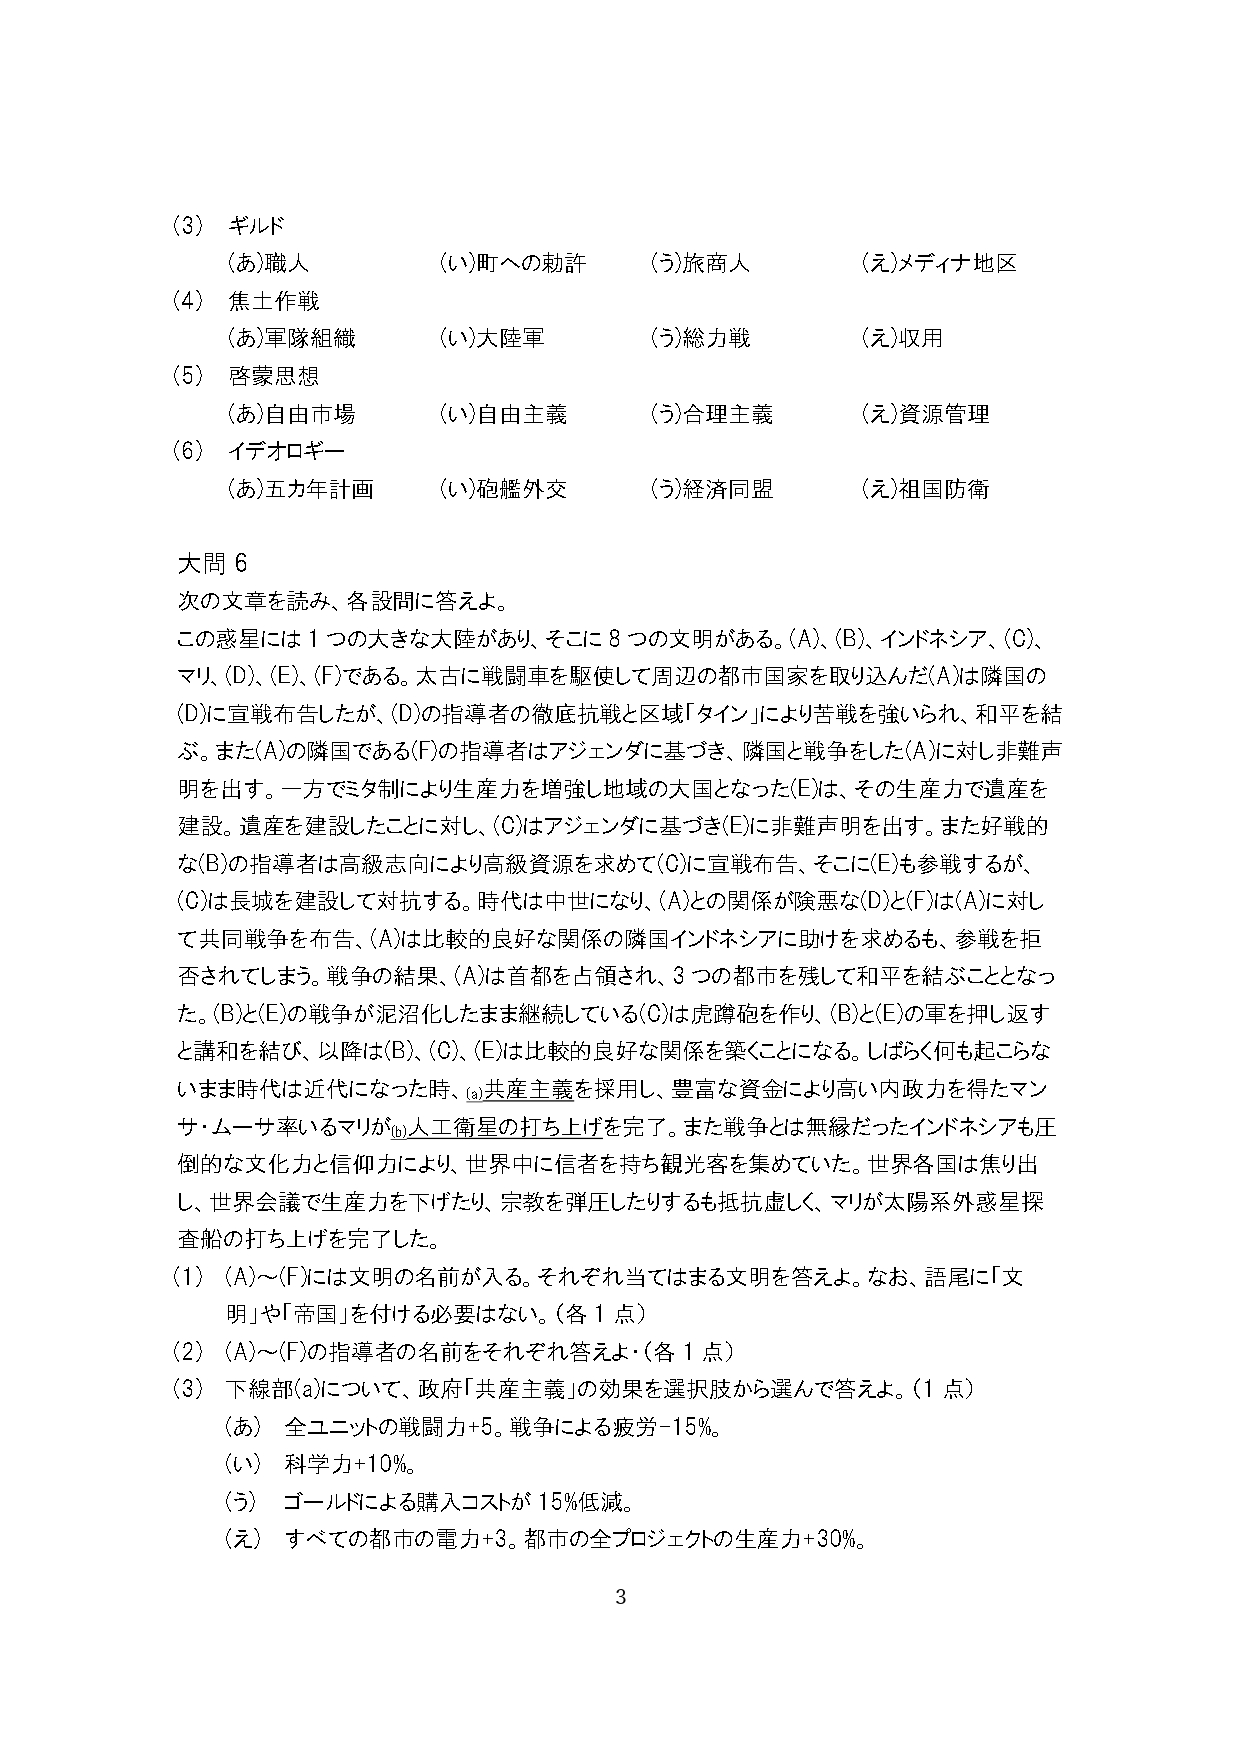 (3) ギルド
(あ)職人 (い)町への勅許 (う)旅商人 (え)メディナ地区
(4) 焦土作戦
(あ)軍隊組織 (い)大陸軍 (う)総力戦 (え)収用
(5) 啓蒙思想
(あ)自由市場 (い)自由主義 (う)合理主義 (え)資源管理
(6) イデオロギー
(あ)五カ年計画 (い)砲艦外交 (う)経済同盟 (え)祖国防衛
大問 6
次の文章を読み、各設問に答えよ。
この惑星には 1 つの大きな大陸があり、そこに 8 つの文明がある。(A)、(B)、インドネシア、(C)、
マリ、(D)、(E)、(F)である。太古に戦闘車を駆使して周辺の都市国家を取り込んだ(A)は隣国の
(D)に宣戦布告したが、(D)の指導者の徹底抗戦と区域「タイン」により苦戦を強いられ、和平を結
ぶ。また(A)の隣国である(F)の指導者はアジェンダに基づき、隣国と戦争をした(A)に対し非難声
明を出す。一方でミタ制により生産力を増強し地域の大国となった(E)は、その生産力で遺産を
建設。遺産を建設したことに対し、(C)はアジェンダに基づき(E)に非難声明を出す。また好戦的
な(B)の指導者は高級志向により高級資源を求めて(C)に宣戦布告、そこに(E)も参戦するが、
(C)は長城を建設して対抗する。時代は中世になり、(A)との関係が険悪な(D)と(F)は(A)に対し
て共同戦争を布告、(A)は比較的良好な関係の隣国インドネシアに助けを求めるも、参戦を拒
否されてしまう。戦争の結果、(A)は首都を占領され、3 つの都市を残して和平を結ぶこととなっ
た。(B)と(E)の戦争が泥沼化したまま継続している(C)は虎蹲砲を作り、(B)と(E)の軍を押し返す
と講和を結び、以降は(B)、(C)、(E)は比較的良好な関係を築くことになる。しばらく何も起こらな
いまま時代は近代になった時、(a)共産主義を採用し、豊富な資金により高い内政力を得たマン
サ・ムーサ率いるマリが(b)人工衛星の打ち上げを完了。また戦争とは無縁だったインドネシアも圧
倒的な文化力と信仰力により、世界中に信者を持ち観光客を集めていた。世界各国は焦り出
し、世界会議で生産力を下げたり、宗教を弾圧したりするも抵抗虚しく、マリが太陽系外惑星探
査船の打ち上げを完了した。
(1) (A)～(F)には文明の名前が入る。それぞれ当てはまる文明を答えよ。なお、語尾に「文
明」や「帝国」を付ける必要はない。（各 1 点）
(2) (A)～(F)の指導者の名前をそれぞれ答えよ・（各 1 点）
(3) 下線部(a)について、政府「共産主義」の効果を選択肢から選んで答えよ。（1 点）
(あ) 全ユニットの戦闘力+5。戦争による疲労-15%。
(い) 科学力+10%。
(う) ゴールドによる購入コストが 15%低減。
(え) すべての都市の電力+3。都市の全プロジェクトの生産力+30%。
3